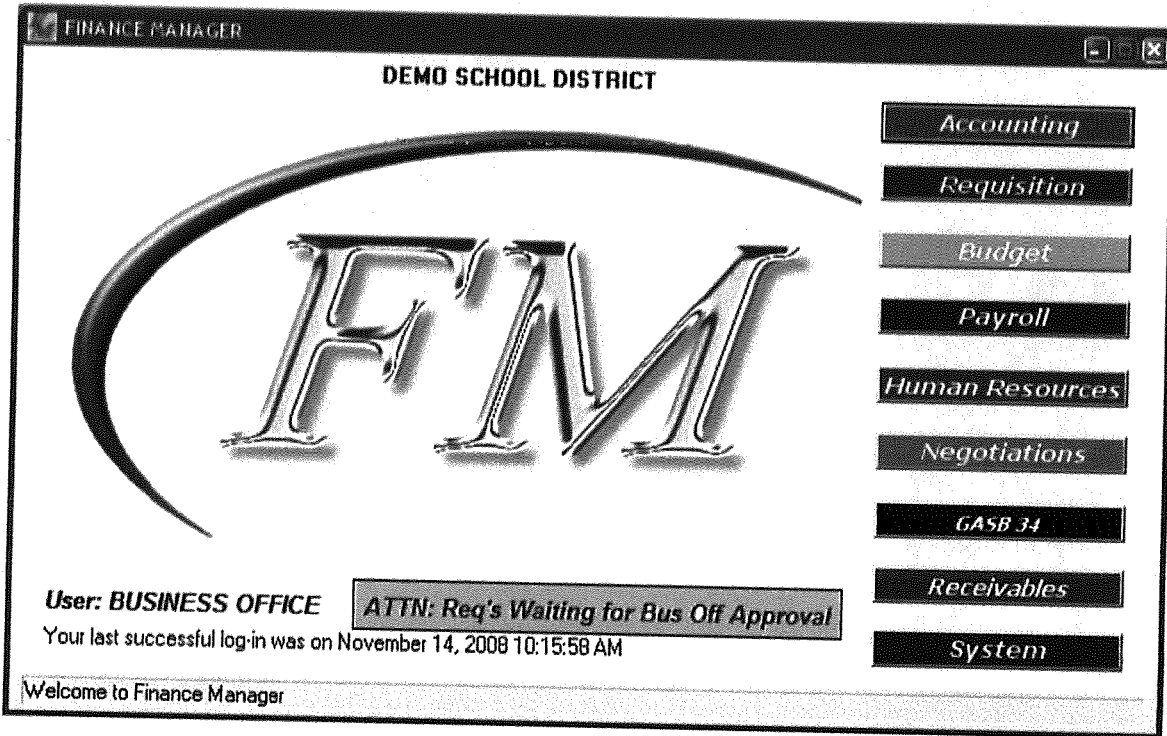 FINANCE MANAGER
DEMO SCHOOL DISTRICT
Accounting
Requisition
Budget
Payroll
Human Resources
Negotiations
GASB 34
Receivables
System
FM
User: BUSINESS OFFICE
ATTN: Req's Waiting for Bus Off Approval
Your last successful log-in was on November 14, 2008 10:15:58 AM
Welcome to Finance Manager